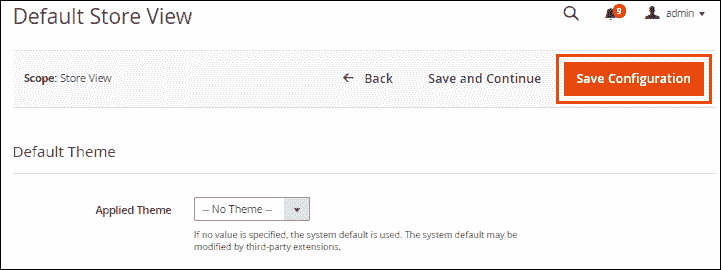 Default Store View
9
admin
Scope: Store View
Back
Save and Continue
Save Configuration
Default Theme
Applied Theme
-- No Theme --
If no value is specified, the system default is used. The system default may be
modified by third-party extensions.